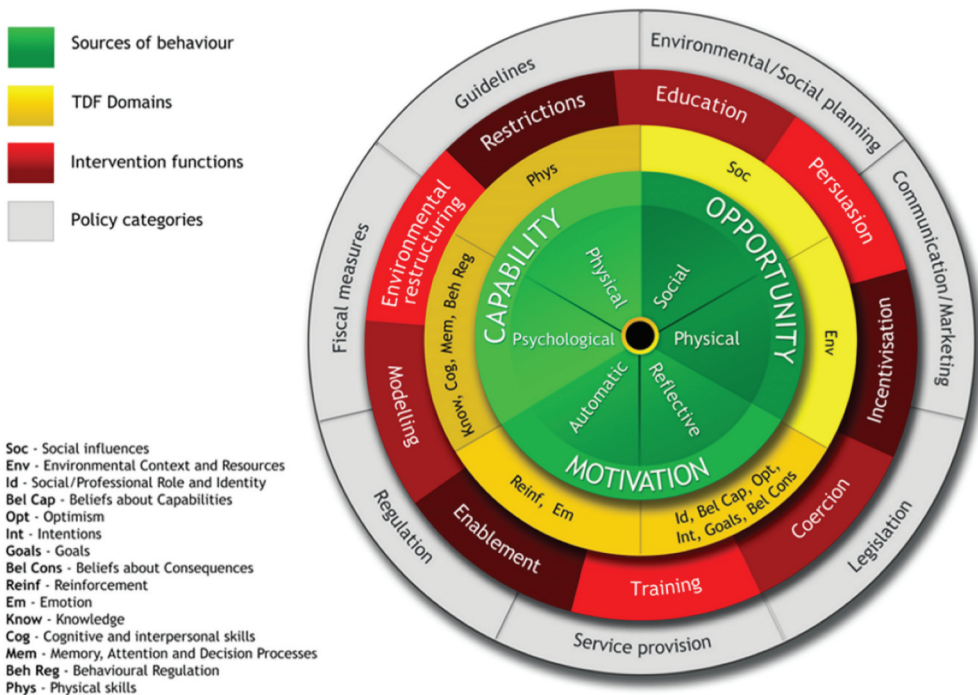 Sources of behaviour
TDF Domains
Intervention functions
Policy categories
Soc - Social influences
Env - Environmental Context and Resources
Id - Social/Professional Role and Identity
Bel Cap - Beliefs about Capabilities
Opt - Optimism
Int - Intentions
Goals - Goals
Bel Cons - Beliefs about Consequences
Reinf - Reinforcement
Em - Emotion
Know - Knowledge
Cog - Cognitive and interpersonal skills
Mem - Memory, Attention and Decision Processes
Beh Reg - Behavioural Regulation
Phys - Physical skills
Guidelines
Environmental/Social planning
Communication/Marketing
Legislation
Service provision
Regulation
Fiscal measures
Restrictions
Education
Persuasion
Incentivisation
Coercion
Training
Enablement
Modelling
Environmental
restructuring
Phys
Soc
Env
Id, Bel Cap, Opt,
Int, Goals, Bel Cons
Reinf, Em
Know, Cog, Mem, Beh Reg
CAPABILITY
OPPORTUNITY
MOTIVATION
Physical
Social
Physical
Reflective
Automatic
Psychological